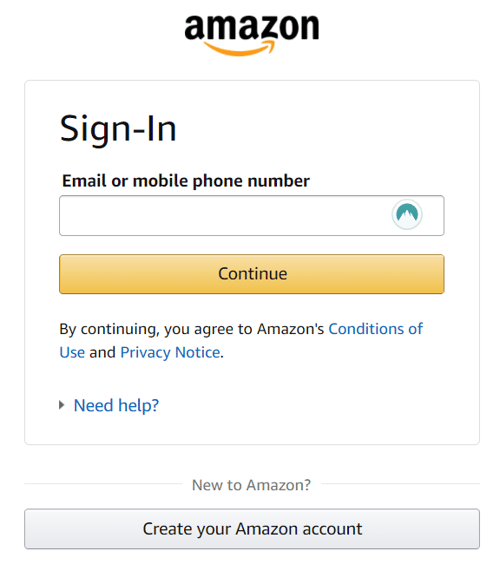 amazon
Sign-In
Email or mobile phone number
Continue
By continuing, you agree to Amazon's Conditions of
Use and Privacy Notice.
Need help?
New to Amazon?
Create your Amazon account